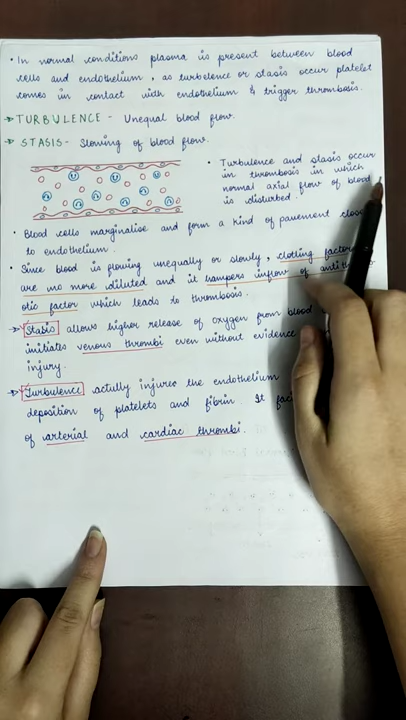 • In normal conditions plasma is present between blood
cells and endothelium, as turbulence or stasis occur platelet
comes in contact with endothelium & trigger thrombosis.
→ TURBULENCE - Unequal blood flow.
→ STASIS - Slowing of blood flow.
• Turbulence and stasis occur
in thrombosis in which
normal axial flow of blood
is disturbed.
• Blood cells marginalise and form a kind of pavement
to endothelium.
• Since blood is flowing unequally or slowly, clotting
are no more diluted and it hampers inflow of
otic factor which leads to thrombosis.
→ Stasis allows higher release of oxygen from blood
initiates venous thrombi even without evidence
injury.
→ Turbulence actully injures the endothelium
deposition of platelets and fibrin. It
of arterial and cardiac thrombi.